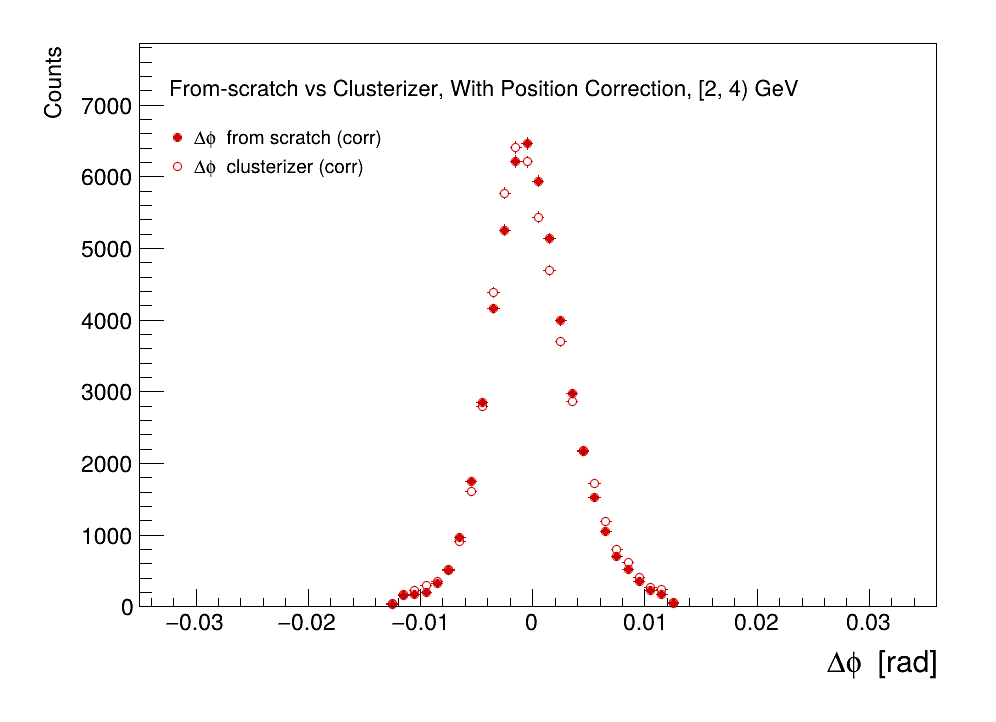 Counts
From-scratch vs Clusterizer, With Position Correction, [2, 4) GeV
Δϕ from scratch (corr)
Δϕ clusterizer (corr)
7000
6000
5000
4000
3000
2000
1000
0
−0.03 −0.02 −0.01 0 0.01 0.02 0.03
Δϕ [rad]